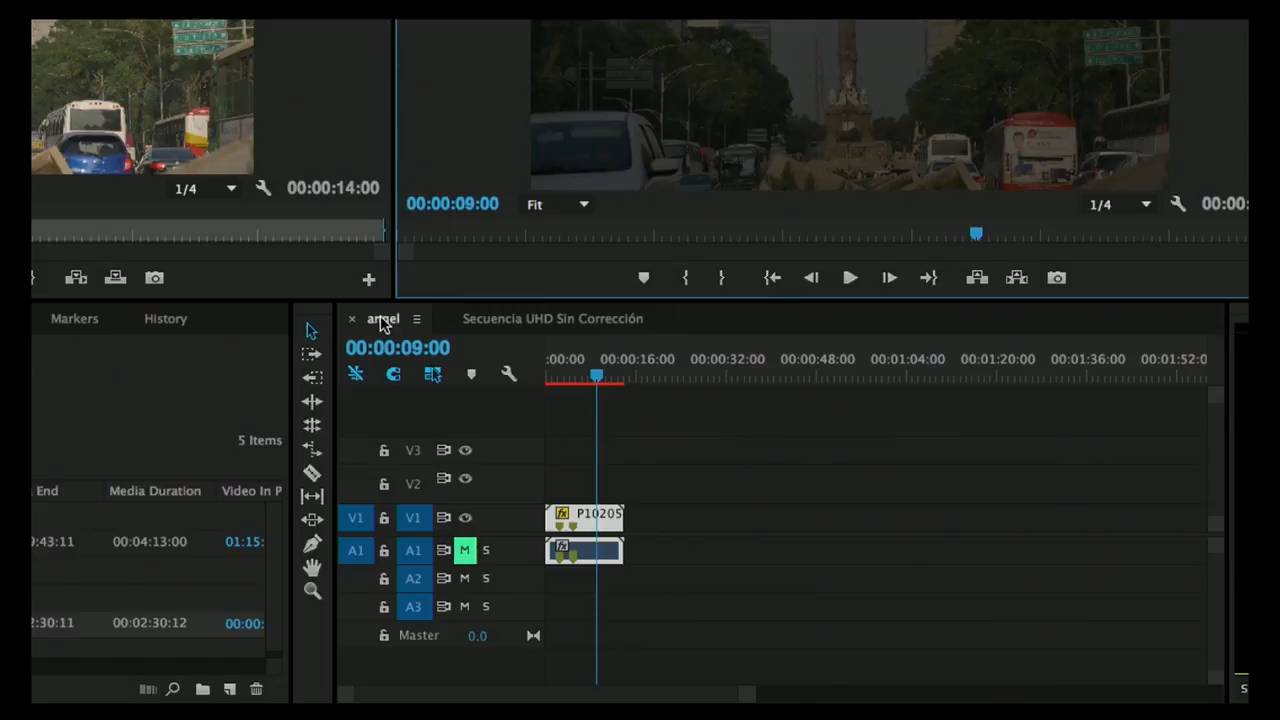 1/4
00:00:14:00
00:00:09:00
Fit
1/4
00:00:
Markers
History
× angel
Secuencia UHD Sin Corrección
00:00:09:00
:00:00
00:00:16:00
00:00:32:00
00:00:48:00
00:01:04:00
00:01:20:00
00:01:36:00
00:01:52:0
5 Items
End
Media Duration
Video In P
V3
V2
V1
V1
fx P10205
9:43:11
00:04:13:00
01:15:
A1
A1
M
S
fx
A2
M
S
A3
M
S
2:30:11
00:02:30:12
00:00:
Master
0.0
S